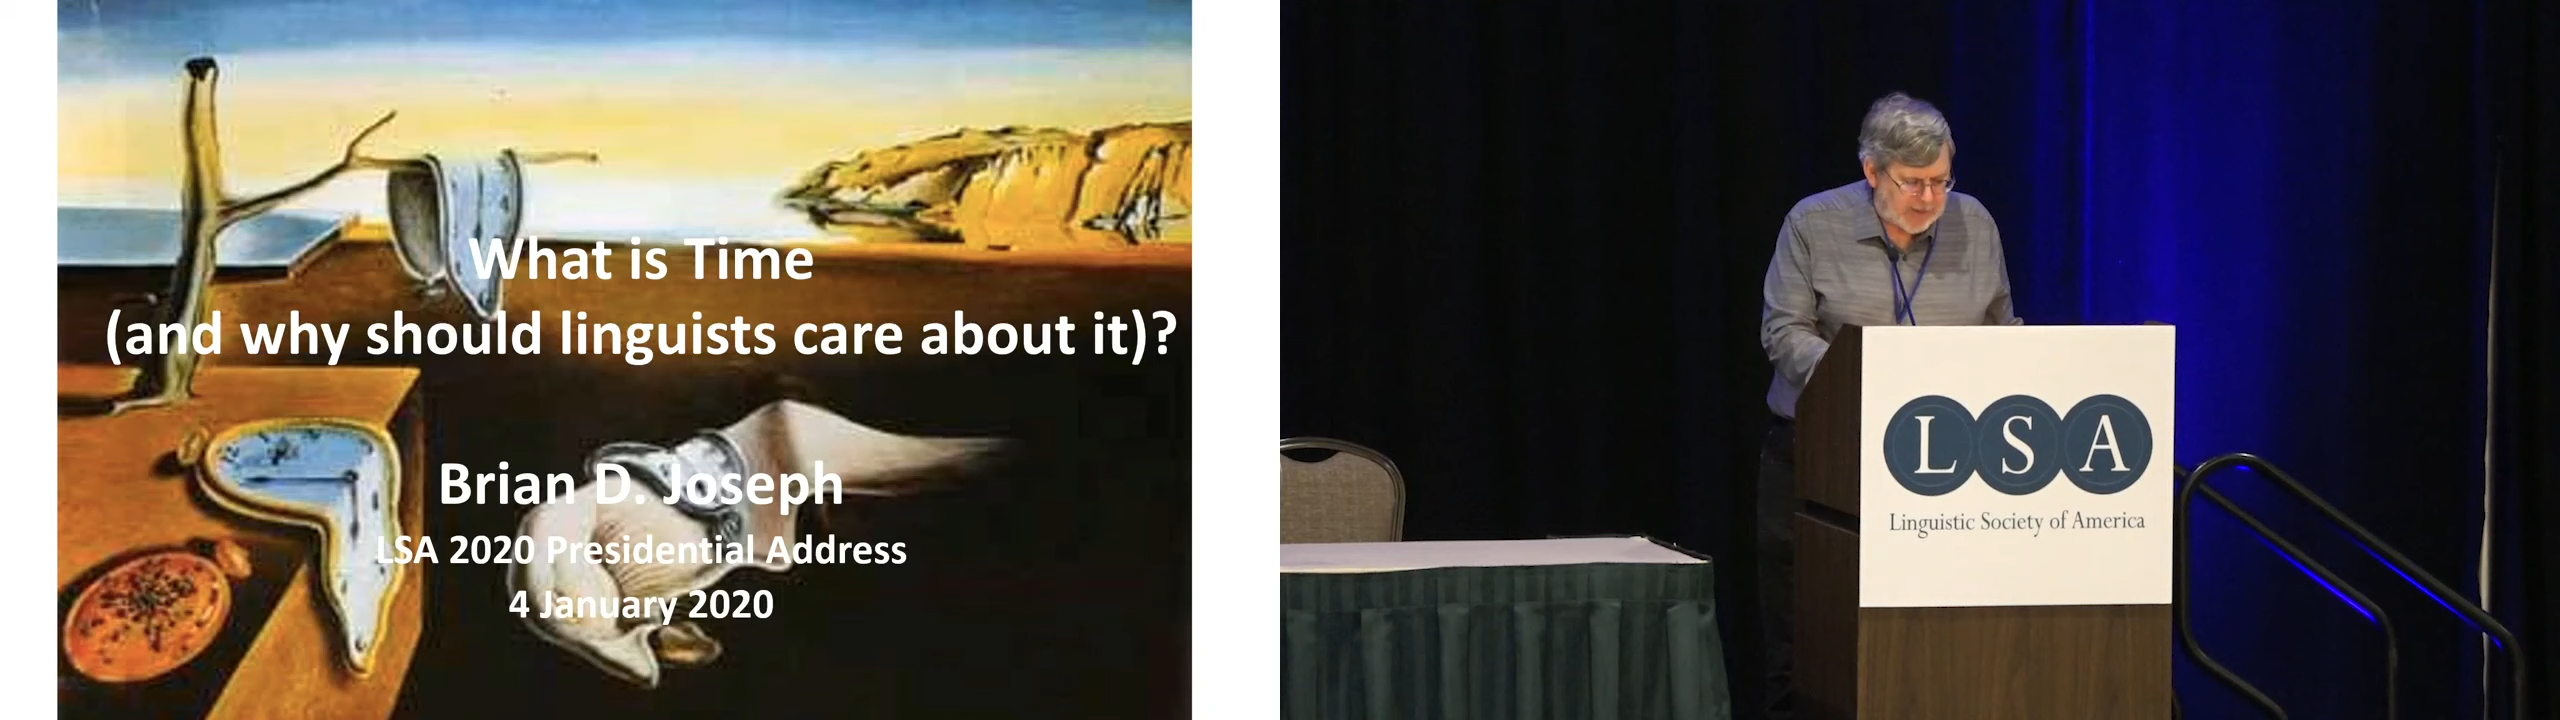 What is Time
(and why should linguists care about it)?
Brian D. Joseph
LSA 2020 Presidential Address
4 January 2020
LSA
Linguistic Society of America